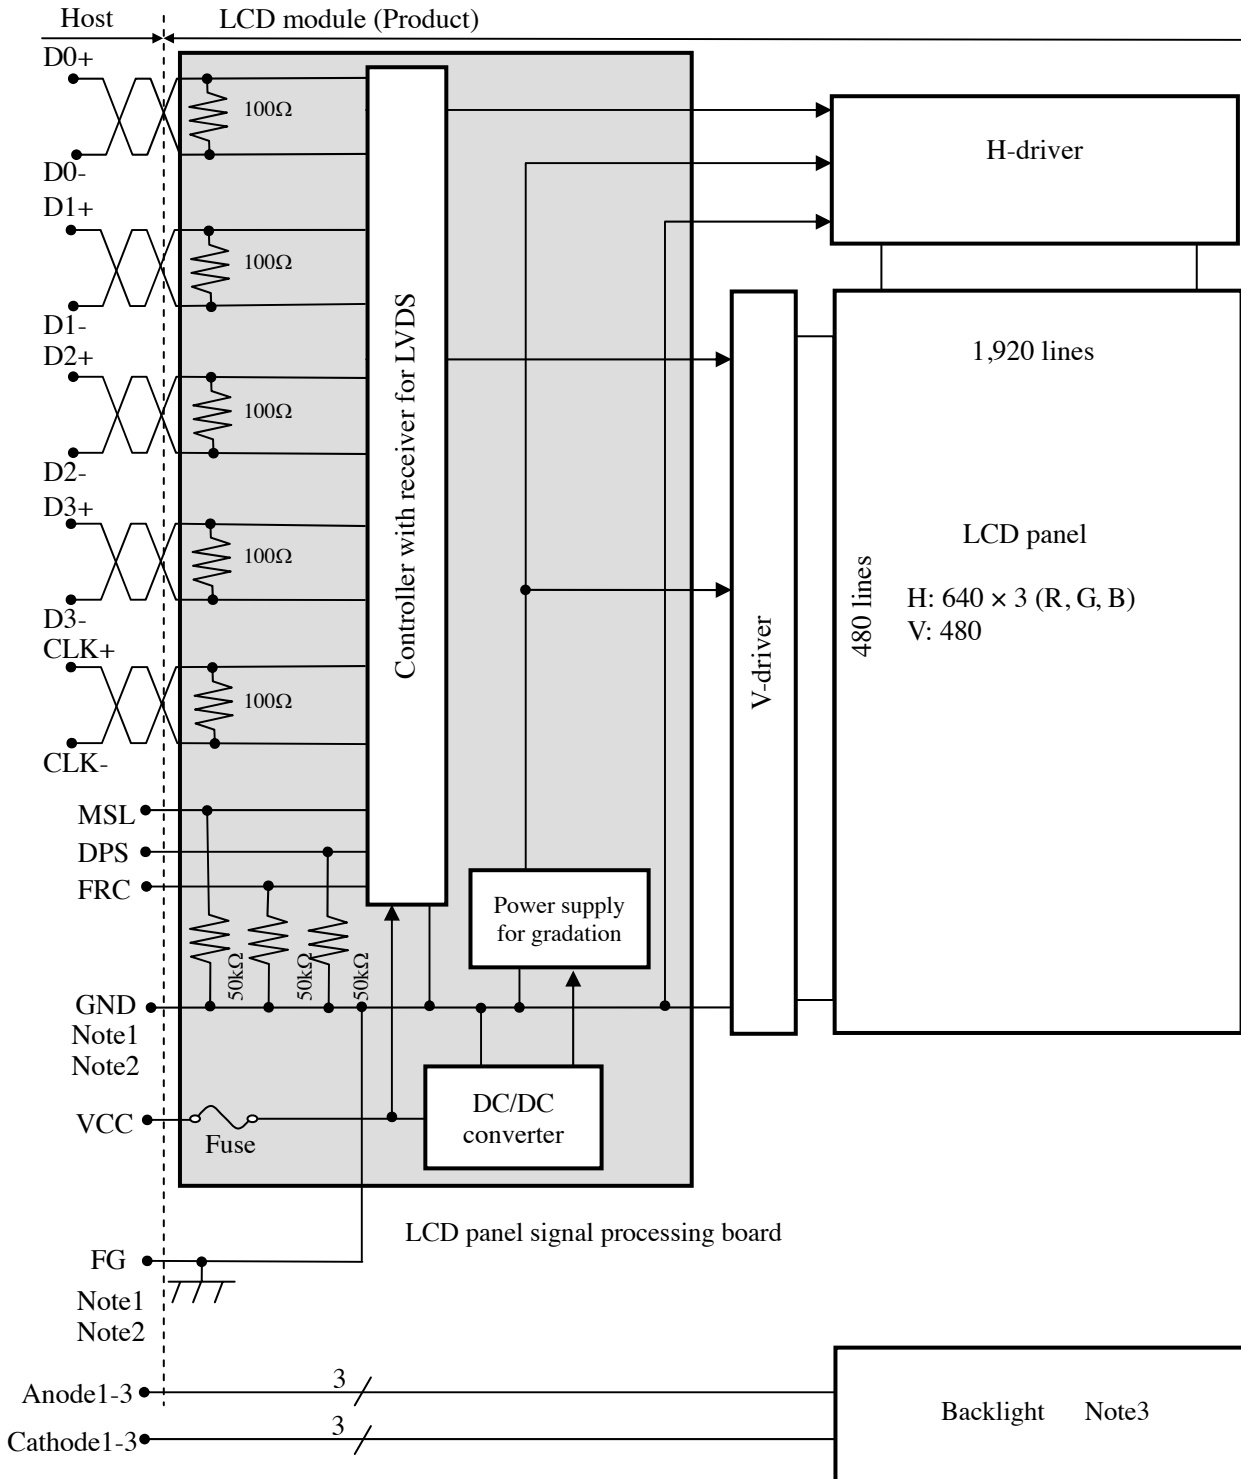 Host
LCD module (Product)
D0+
100Ω
D0-
D1+
100Ω
D1-
D2+
100Ω
D2-
D3+
100Ω
D3-
CLK+
100Ω
CLK-
MSL
DPS
FRC
50kΩ
50kΩ
50kΩ
GND
Note1
Note2
VCC
Fuse
Controller with receiver for LVDS
Power supply
for gradation
DC/DC
converter
H-driver
V-driver
1,920 lines
480 lines
LCD panel
H: 640 × 3 (R, G, B)
V: 480
LCD panel signal processing board
FG
Note1
Note2
Anode1-3
3
Cathode1-3
3
Backlight Note3